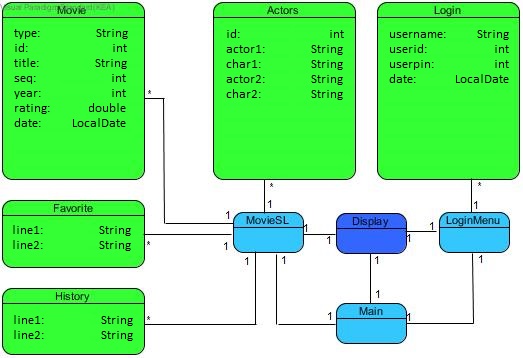 Visual Paradigm Standard(KEA)
Movie
type: String
id: int
title: String
seq: int
year: int
rating: double
date: LocalDate
Actors
id: int
actor1: String
char1: String
actor2: String
char2: String
Login
username: String
userid: int
userpin: int
date: LocalDate
*
*
1
*
1
Favorite
line1: String
line2: String
*
1
1
MovieSL
1
1
Display
1
1
LoginMenu
1
1
1
1
History
line1: String
line2: String
*
1
1
Main
1